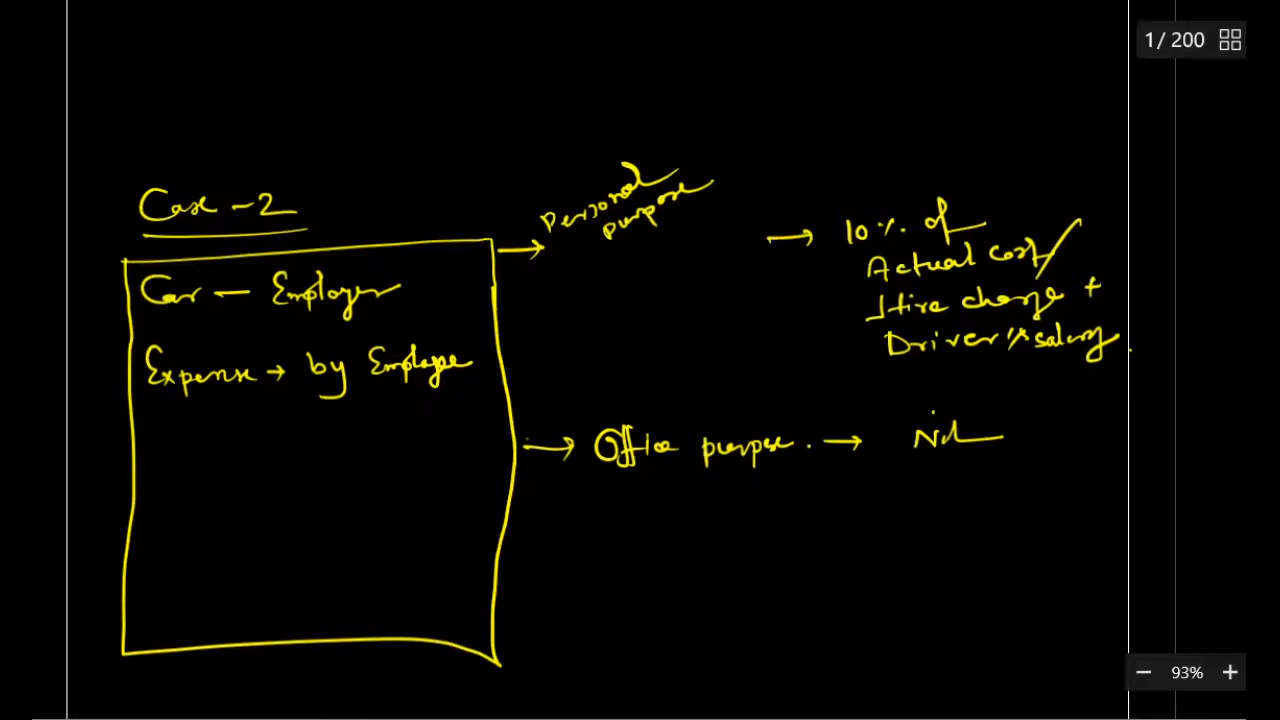 1/200
Case-2
Car - Employer
Expense → by Employee
→ Personal
purpose
→ 10% of
Actual cost/
Hire charge +
Driver's salary.
→ Office purpose. → Nil
93%